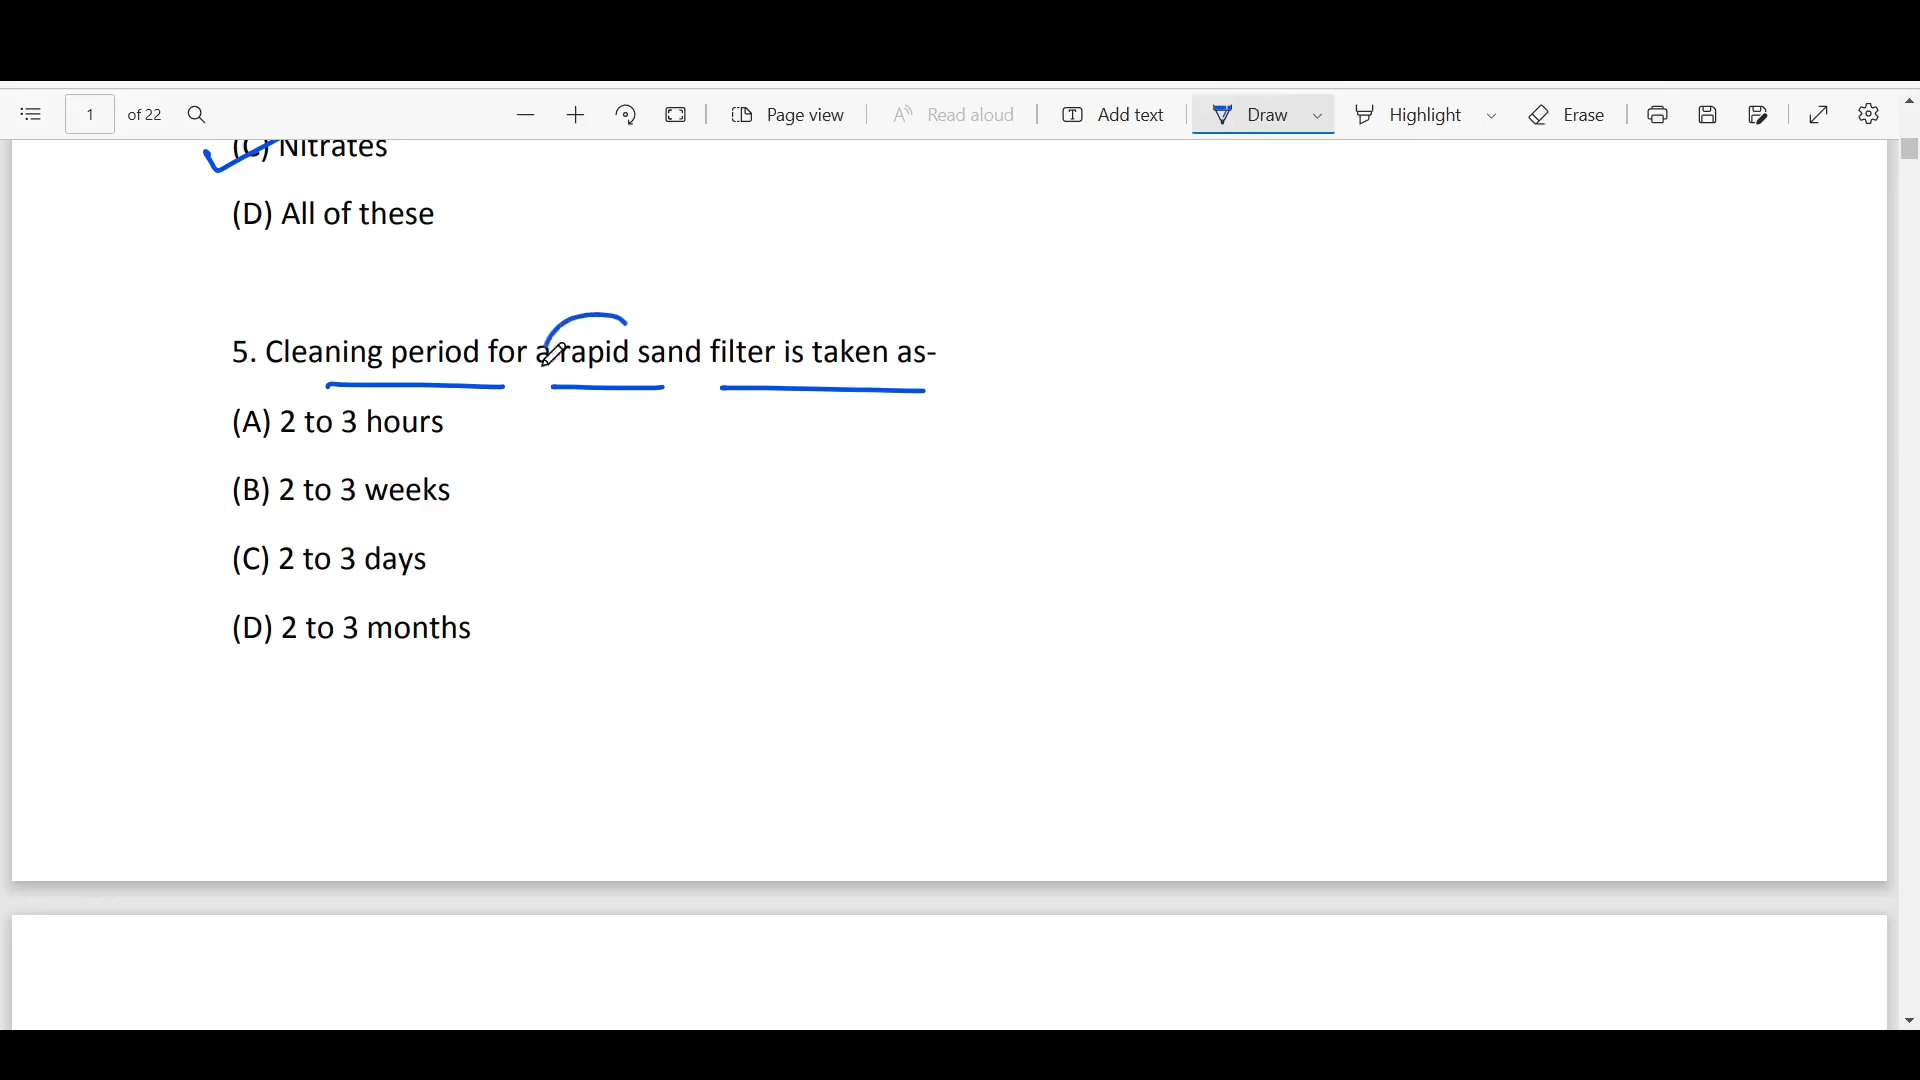 1 of 22 Page view Read aloud Add text Draw Highlight Erase
(C) Nitrates
(D) All of these
5. Cleaning period for a rapid sand filter is taken as-
(A) 2 to 3 hours
(B) 2 to 3 weeks
(C) 2 to 3 days
(D) 2 to 3 months